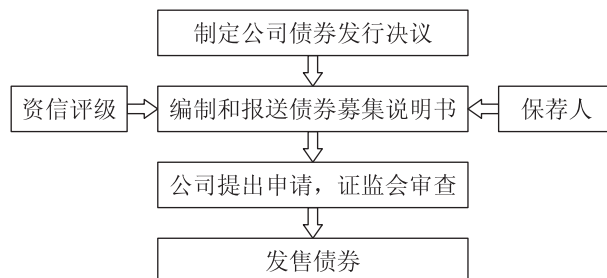 制定公司债券发行决议
资信评级
编制和报送债券募集说明书
保荐人
公司提出申请，证监会审查
发售债券